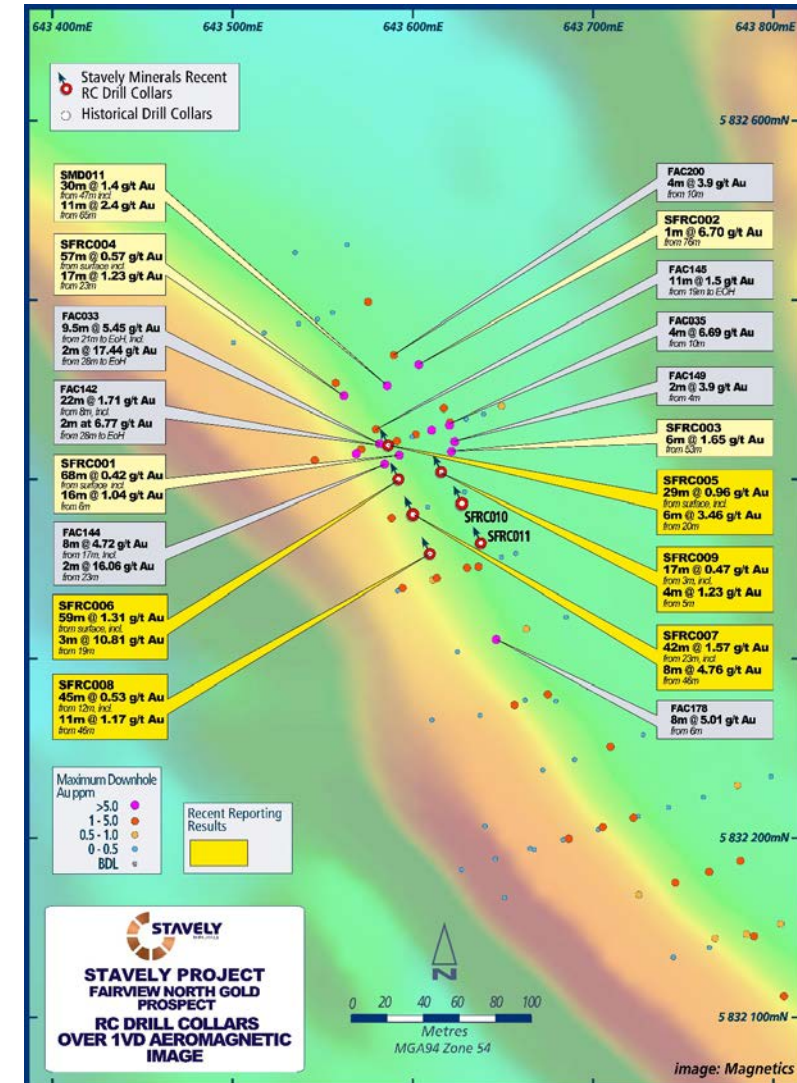 643 400mE
643 500mE
643 600mE
643 700mE
643 800mE
Stavely Minerals Recent
RC Drill Collars
Historical Drill Collars
5 832 600mN
SMD011
30m @ 1.4 g/t Au
from 47m incl.
11m @ 2.4 g/t Au
from 65m
SFRC004
57m @ 0.57 g/t Au
from surface incl.
17m @ 1.23 g/t Au
from 23m
FAC033
9.5m @ 5.45 g/t Au
from 21m to EoH, incl.
2m @ 17.44 g/t Au
from 28m to EoH
FAC142
22m @ 1.71 g/t Au
from 8m, incl.
2m at 6.77 g/t Au
from 28m to EoH
SFRC001
68m @ 0.42 g/t Au
from surface incl
16m @ 1.04 g/t Au
from 6m
FAC144
8m @ 4.72 g/t Au
from 17m, incl.
2m @ 16.06 g/t Au
from 23m
SFRC006
59m @ 1.31 g/t Au
from surface, incl.
3m @ 10.81 g/t Au
from 19m
SFRC008
45m @ 0.53 g/t Au
from 12m, incl.
11m @ 1.17 g/t Au
from 46m
FAC200
4m @ 3.9 g/t Au
from 10m
SFRC002
1m @ 6.70 g/t Au
from 76m
FAC145
11m @ 1.5 g/t Au
from 19m to EOH
FAC035
4m @ 6.69 g/t Au
from 10m
FAC149
2m @ 3.9 g/t Au
from 4m
SFRC003
6m @ 1.65 g/t Au
from 53m
SFRC005
29m @ 0.96 g/t Au
from surface, incl.
6m @ 3.46 g/t Au
from 20m
SFRC010
SFRC011
SFRC009
17m @ 0.47 g/t Au
from 3m, incl.
4m @ 1.23 g/t Au
from 5m
SFRC007
42m @ 1.57 g/t Au
from 23m, incl
8m @ 4.76 g/t Au
from 46m
FAC178
8m @ 5.01 g/t Au
from 6m
Maximum Downhole
Au ppm
>5.0
1 - 5.0
0.5 - 1.0
0 - 0.5
BDL
Recent Reporting
Results
5 832 200mN
STAVELY
MINERALS
STAVELY PROJECT
FAIRVIEW NORTH GOLD
PROSPECT
RC DRILL COLLARS
OVER 1VD AEROMAGNETIC
IMAGE
N
0 20 40 60 80 100
Metres
MGA94 Zone 54
5 832 100mN
image: Magnetics